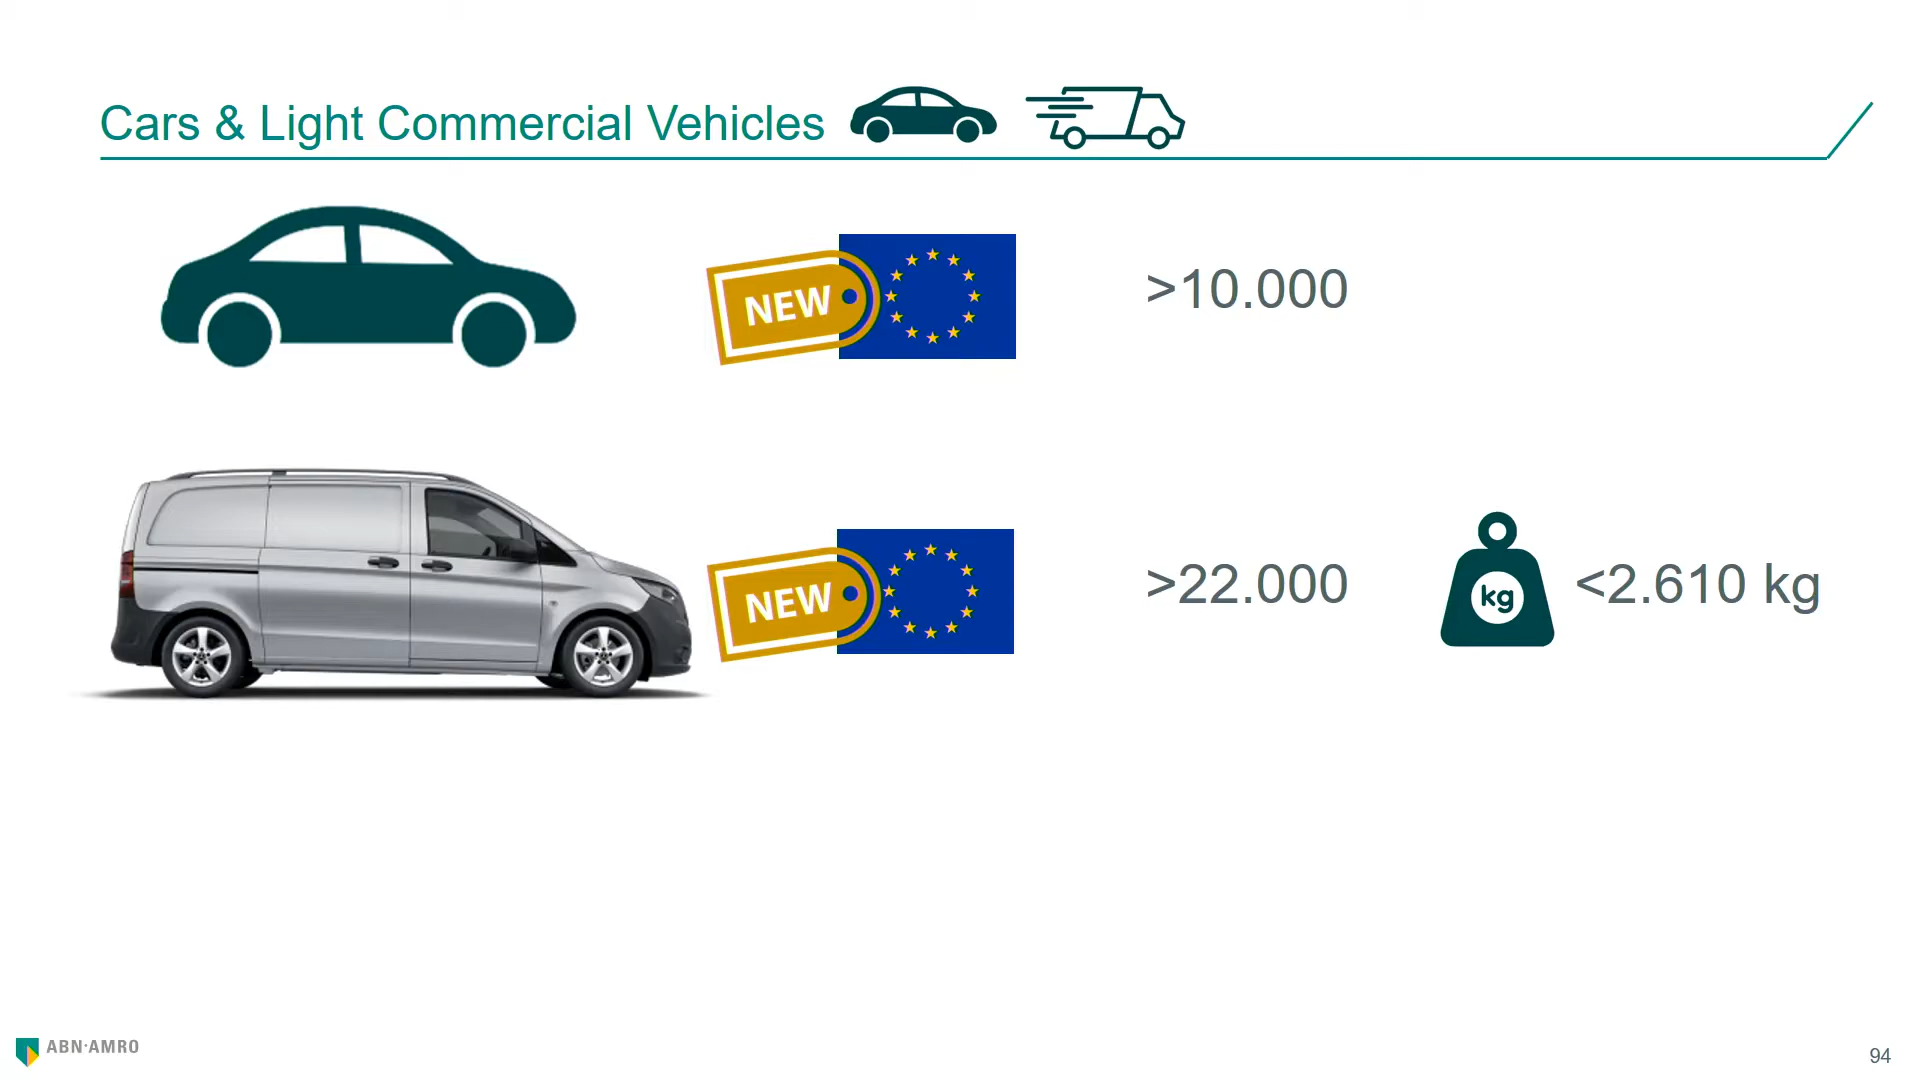 Cars & Light Commercial Vehicles
NEW
>10.000
NEW
>22.000
kg
<2.610 kg
ABN·AMRO
94